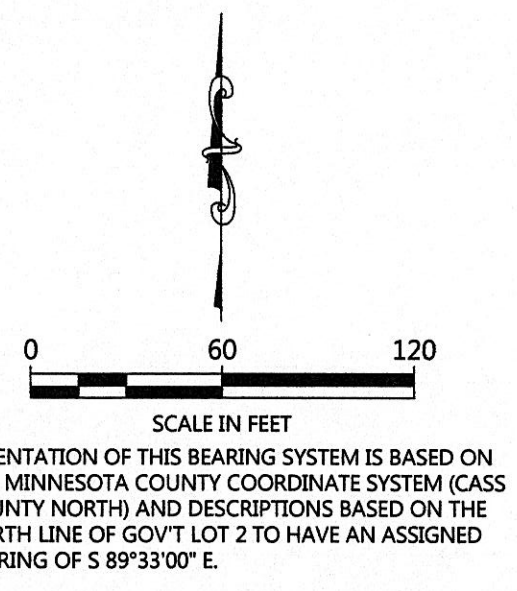 0 60 120
SCALE IN FEET
ENTATION OF THIS BEARING SYSTEM IS BASED ON
MINNESOTA COUNTY COORDINATE SYSTEM (CASS
UNTY NORTH) AND DESCRIPTIONS BASED ON THE
RTH LINE OF GOV'T LOT 2 TO HAVE AN ASSIGNED
RING OF S 89°33'00" E.